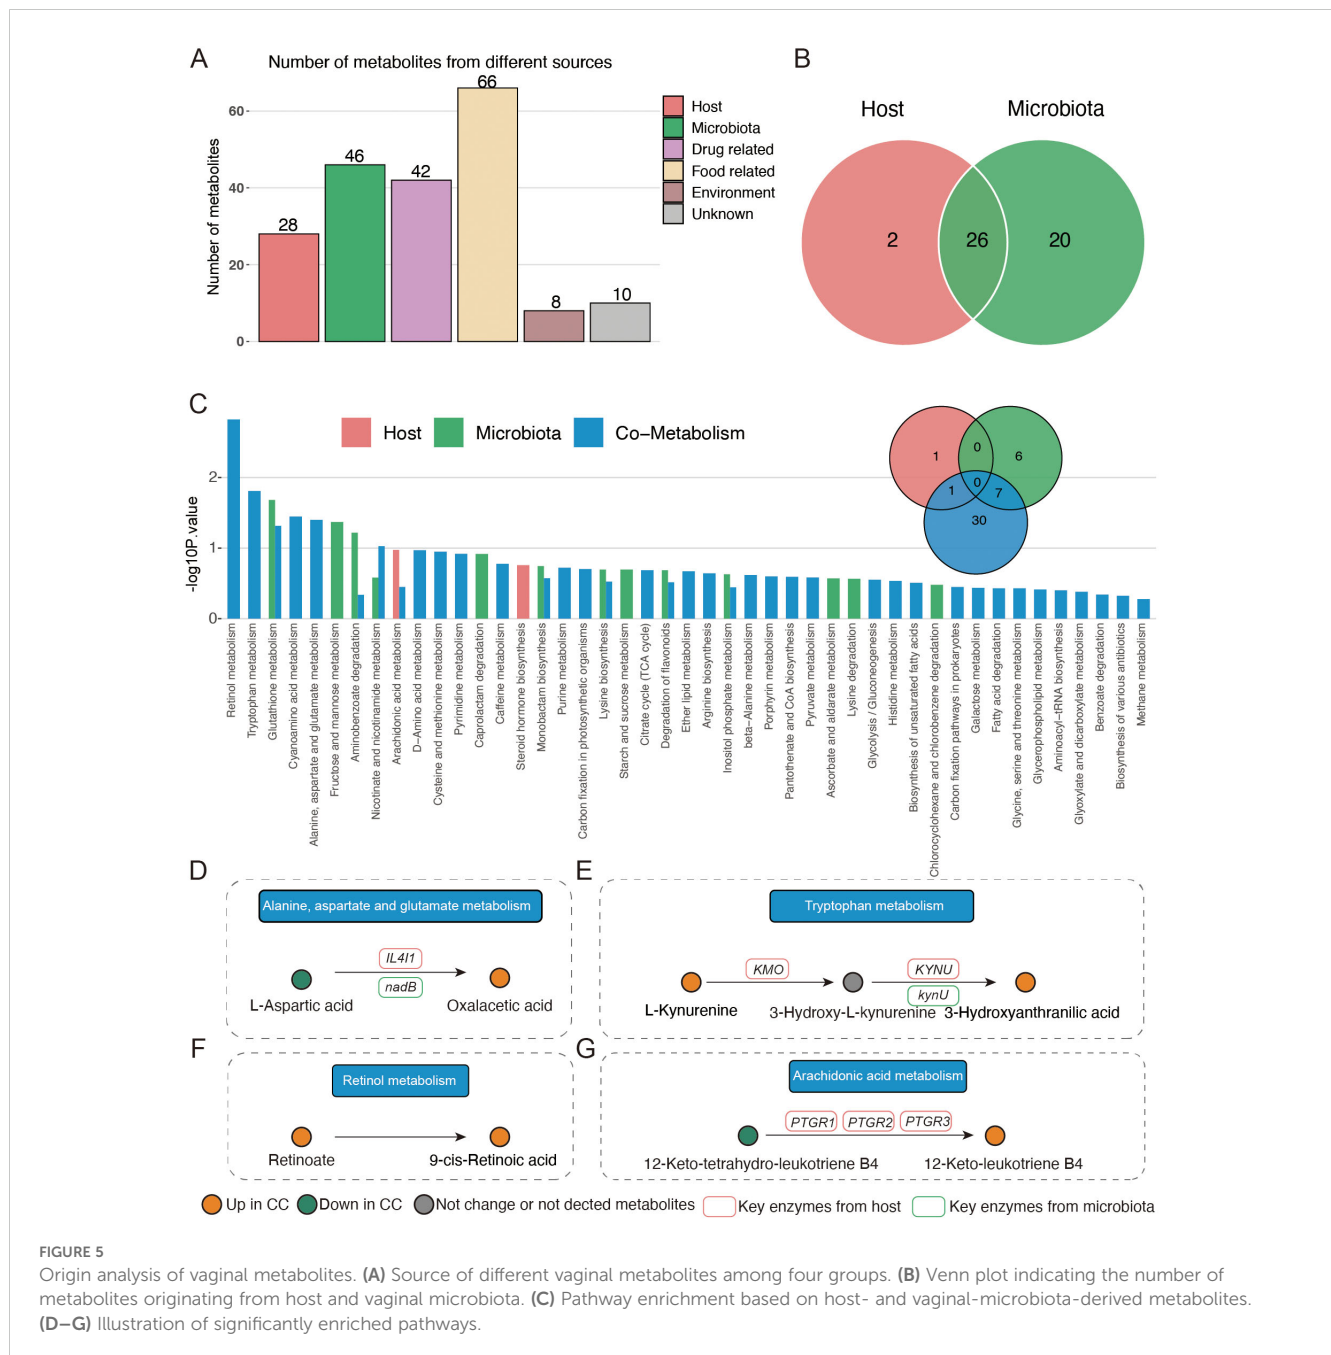 A
Number of metabolites from different sources
Number of metabolites
60
40
20
0
28
46
42
66
8
10
Host
Microbiota
Drug related
Food related
Environment
Unknown
B
Host
Microbiota
2
26
20
C
Host
Microbiota
Co-Metabolism
-log10P.value
2
1
0
1
0
6
1
0
7
30
Retinol metabolism
Tryptophan metabolism
Glutathione metabolism
Cyanoamino acid metabolism
Alanine, aspartate and glutamate metabolism
Fructose and mannose metabolism
Aminobenzoate degradation
Nicotinate and nicotinamide metabolism
Arachidonic acid metabolism
D-Amino acid metabolism
Cysteine and methionine metabolism
Pyrimidine metabolism
Caprolactam degradation
Caffeine metabolism
Steroid hormone biosynthesis
Monobactam biosynthesis
Purine metabolism
Carbon fixation in photosynthetic organisms
Lysine biosynthesis
Starch and sucrose metabolism
Citrate cycle (TCA cycle)
Degradation of flavonoids
Ether lipid metabolism
Arginine biosynthesis
Inositol phosphate metabolism
beta-Alanine metabolism
Porphyrin metabolism
Pantothenate and CoA biosynthesis
Pyruvate metabolism
Ascorbate and aldarate metabolism
Lysine degradation
Glycolysis / Gluconeogenesis
Histidine metabolism
Biosynthesis of unsaturated fatty acids
Chlorocyclohexane and chlorobenzene degradation
Carbon fixation pathways in prokaryotes
Galactose metabolism
Fatty acid degradation
Glycine, serine and threonine metabolism
Glycerophospholipid metabolism
Aminoacyl-tRNA biosynthesis
Glyoxylate and dicarboxylate metabolism
Benzoate degradation
Biosynthesis of various antibiotics
Methane metabolism
D
Alanine, aspartate and glutamate metabolism
IL4I1
nadB
L-Aspartic acid
Oxalacetic acid
E
Tryptophan metabolism
KMO
KYNU
kynU
L-Kynurenine
3-Hydroxy-L-kynurenine
3-Hydroxyanthranilic acid
F
Retinol metabolism
Retinoate
9-cis-Retinoic acid
G
Arachidonic acid metabolism
PTGR1
PTGR2
PTGR3
12-Keto-tetrahydro-leukotriene B4
12-Keto-leukotriene B4
Up in CC
Down in CC
Not change or not dected metabolites
Key enzymes from host
Key enzymes from microbiota
FIGURE 5
Origin analysis of vaginal metabolites. (A) Source of different vaginal metabolites among four groups. (B) Venn plot indicating the number of
metabolites originating from host and vaginal microbiota. (C) Pathway enrichment based on host- and vaginal-microbiota-derived metabolites.
(D–G) Illustration of significantly enriched pathways.